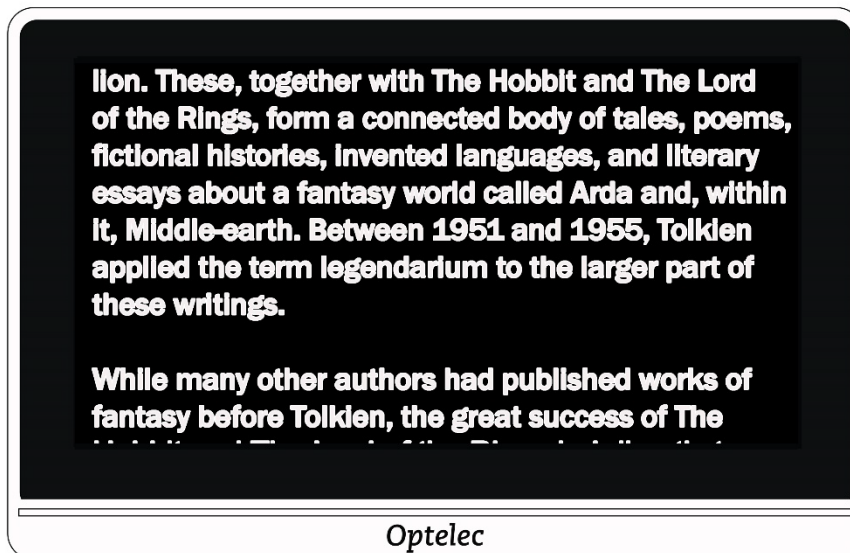 lion. These, together with The Hobbit and The Lord
of the Rings, form a connected body of tales, poems,
fictional histories, invented languages, and literary
essays about a fantasy world called Arda and, within
it, Middle-earth. Between 1951 and 1955, Tolkien
applied the term legendarium to the larger part of
these writings.
While many other authors had published works of
fantasy before Tolkien, the great success of The
Optelec